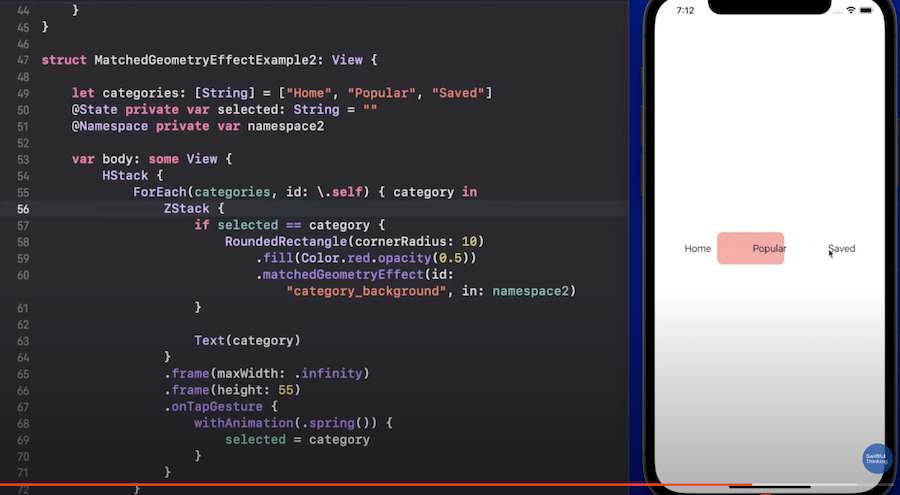 44 }
45 }
46
47 struct MatchedGeometryEffectExample2: View {
48
49 let categories: [String] = ["Home", "Popular", "Saved"]
50 @State private var selected: String = ""
51 @Namespace private var namespace2
52
53 var body: some View {
54 HStack {
55 ForEach(categories, id: \.self) { category in
56 ZStack {
57 if selected == category {
58 RoundedRectangle(cornerRadius: 10)
59 .fill(Color.red.opacity(0.5))
60 .matchedGeometryEffect(id:
"category_background", in: namespace2)
61 }
62
63 Text(category)
64 }
65 .frame(maxWidth: .infinity)
66 .frame(height: 55)
67 .onTapGesture {
68 withAnimation(.spring()) {
69 selected = category
70 }
71 }
72 }
7:12
Home Popular Saved
Swiftful
Thinking